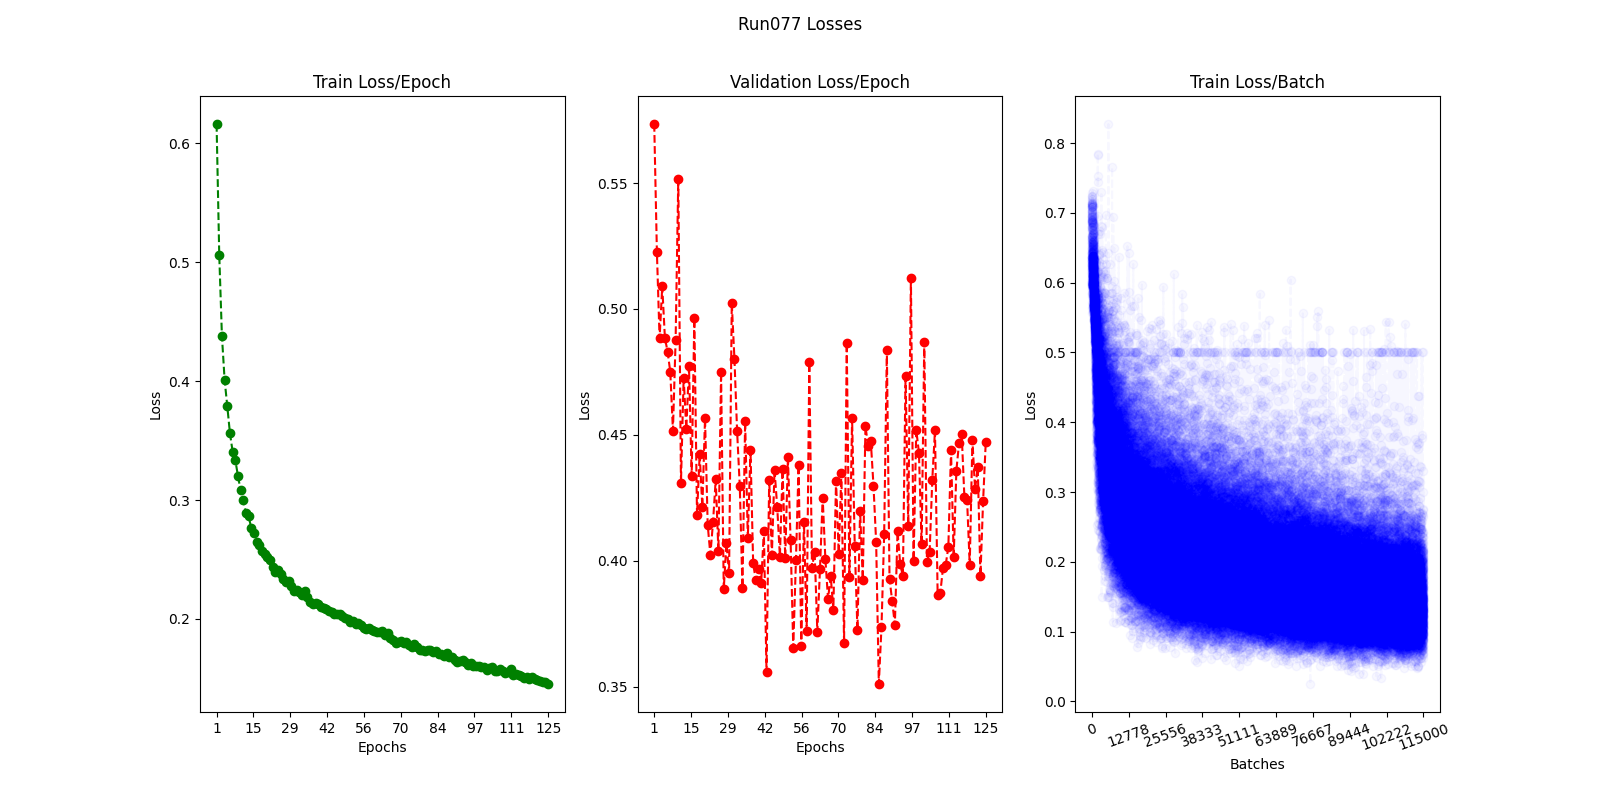 Run077 Losses
Train Loss/Epoch
Validation Loss/Epoch
Train Loss/Batch
Loss
0.6
0.5
0.4
0.3
0.2
1 15 29 42 56 70 84 97 111 125
Epochs
Loss
0.55
0.50
0.45
0.40
0.35
1 15 29 42 56 70 84 97 111 125
Epochs
Loss
0.8
0.7
0.6
0.5
0.4
0.3
0.2
0.1
0.0
0 12778 25556 38333 51111 63889 76667 89444 102222 115000
Batches